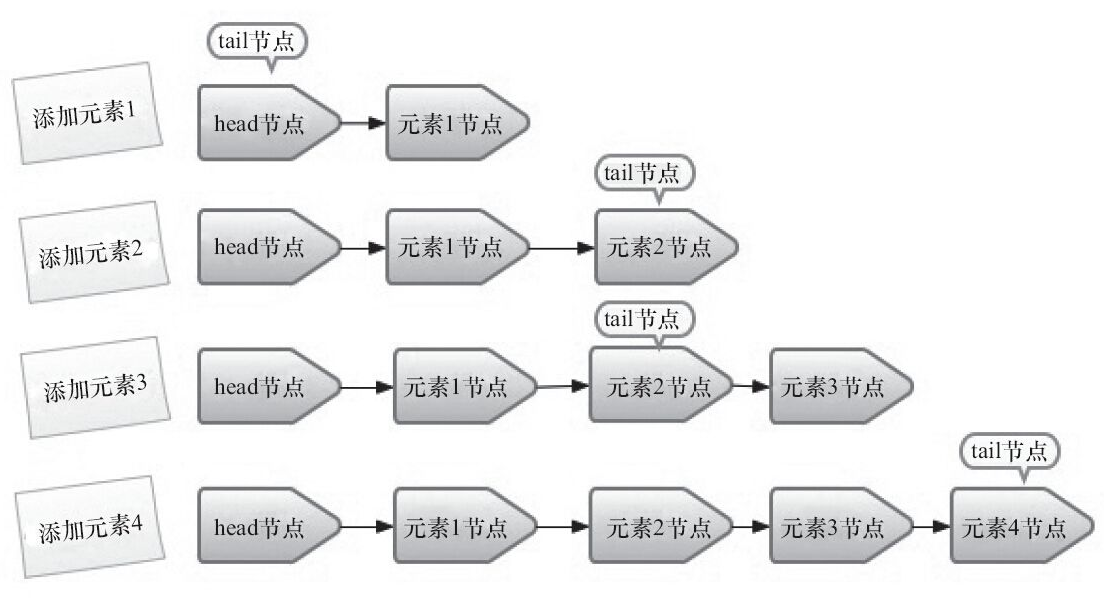 tail节点
添加元素1
head节点
元素1节点
tail节点
添加元素2
head节点
元素1节点
元素2节点
tail节点
添加元素3
head节点
元素1节点
元素2节点
元素3节点
tail节点
添加元素4
head节点
元素1节点
元素2节点
元素3节点
元素4节点